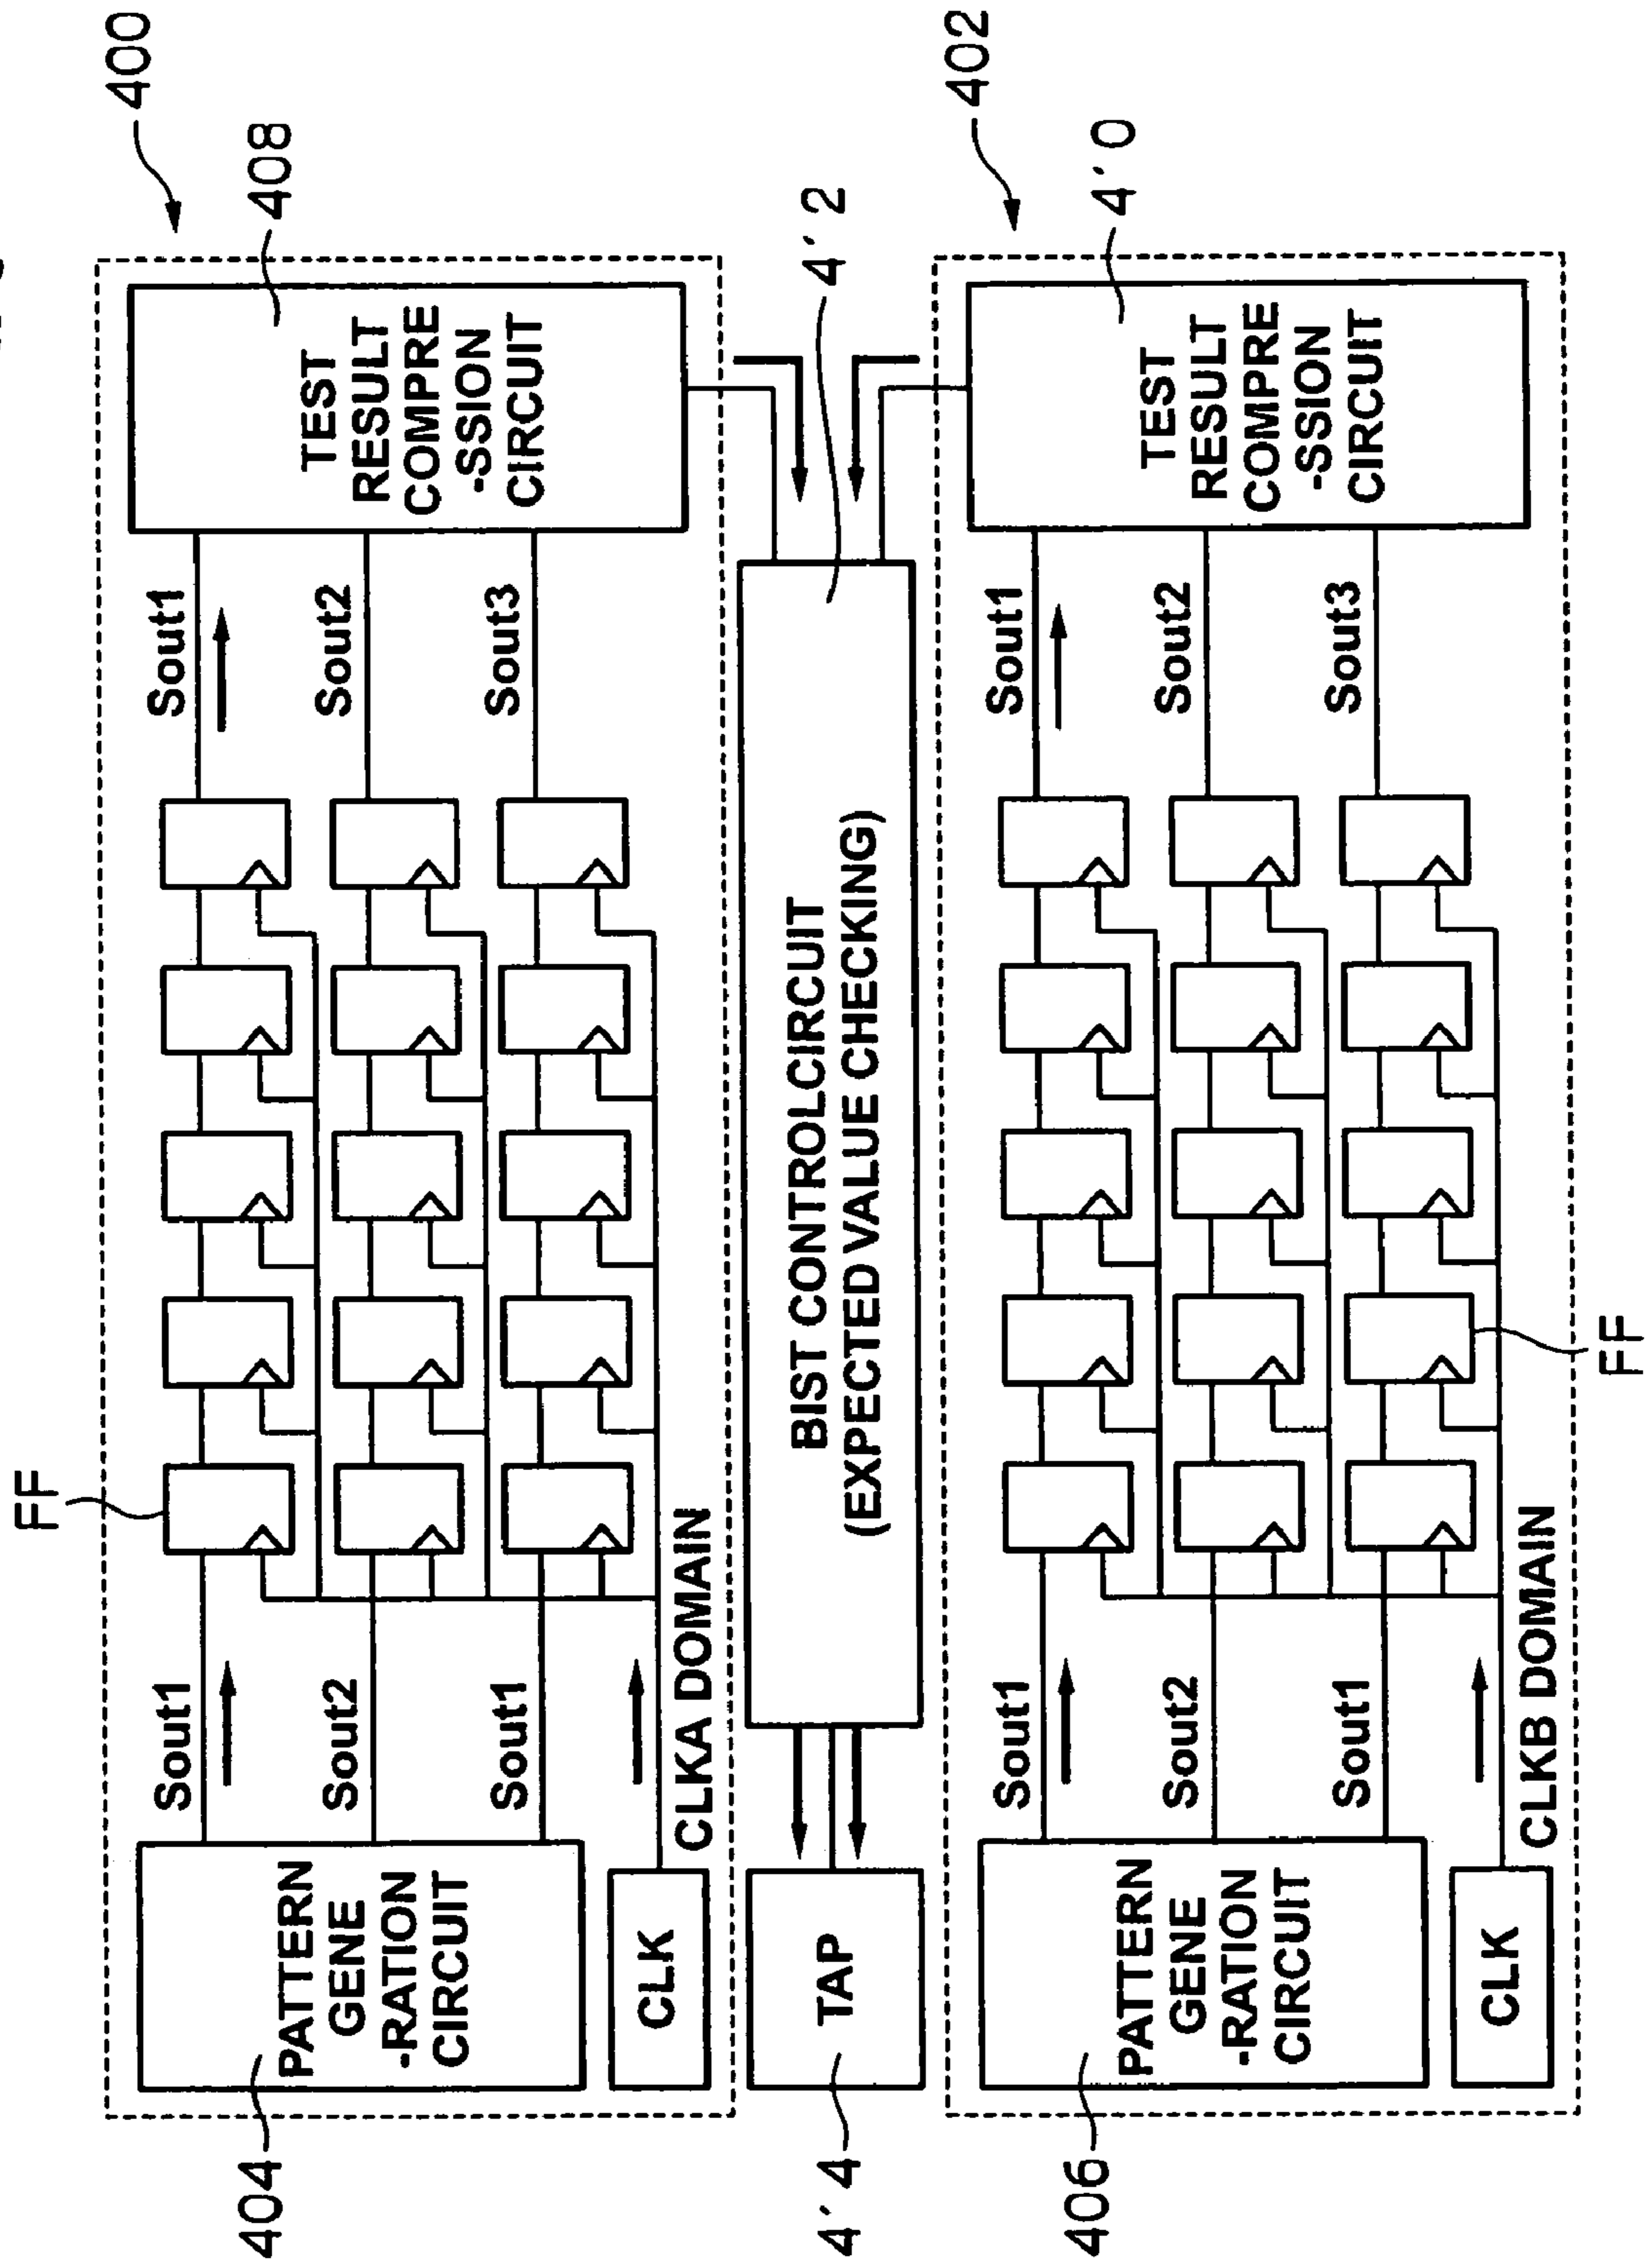 400
408
FF
TEST
RESULT
COMPRE
-SSION
CIRCUIT
Sout1
Sout2
Sout3
Sout1
Sout2
Sout1
PATTERN
GENE
-RATION
CIRCUIT
404
CLK
CLKA DOMAIN
4'2
BIST CONTROLCIRCUIT
(EXPECTED VALUE CHECKING)
TAP
4'4
402
4'0
TEST
RESULT
COMPRE
-SSION
CIRCUIT
Sout1
Sout2
Sout3
Sout1
Sout2
Sout1
PATTERN
GENE
-RATION
CIRCUIT
406
CLK
CLKB DOMAIN
FF